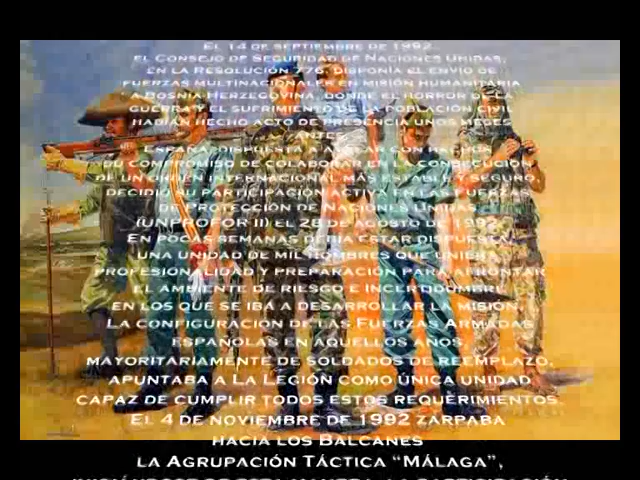 El 14 de septiembre de 1992
el Consejo de Seguridad de Naciones Unidas,
en la Resolución 776, disponía el envío de
fuerzas multinacionales en misión humanitaria
a Bosnia-Herzegovina, donde el horror de la
guerra y el sufrimiento de la población civil
habían hecho acto de presencia unos meses
antes.
España, dispuesta a avalar con hechos
su compromiso de colaborar en la consecución
de un orden internacional más estable y seguro,
decidió su participación activa en las Fuerzas
de Protección de Naciones Unidas
(UNPROFOR II) el 28 de agosto de 1992.
En pocas semanas debía estar dispuesta
una unidad de mil hombres que uniera
profesionalidad y preparación para afrontar
el ambiente de riesgo e incertidumbre
en los que se iba a desarrollar la misión.
La configuración de las Fuerzas Armadas
españolas en aquellos años,
mayoritariamente de soldados de reemplazo,
apuntaba a La Legión como única unidad
capaz de cumplir todos estos requerimientos.
El 4 de noviembre de 1992 zarpaba
hacia los Balcanes
la Agrupación Táctica “Málaga”,
iniciándose de esta manera la participación